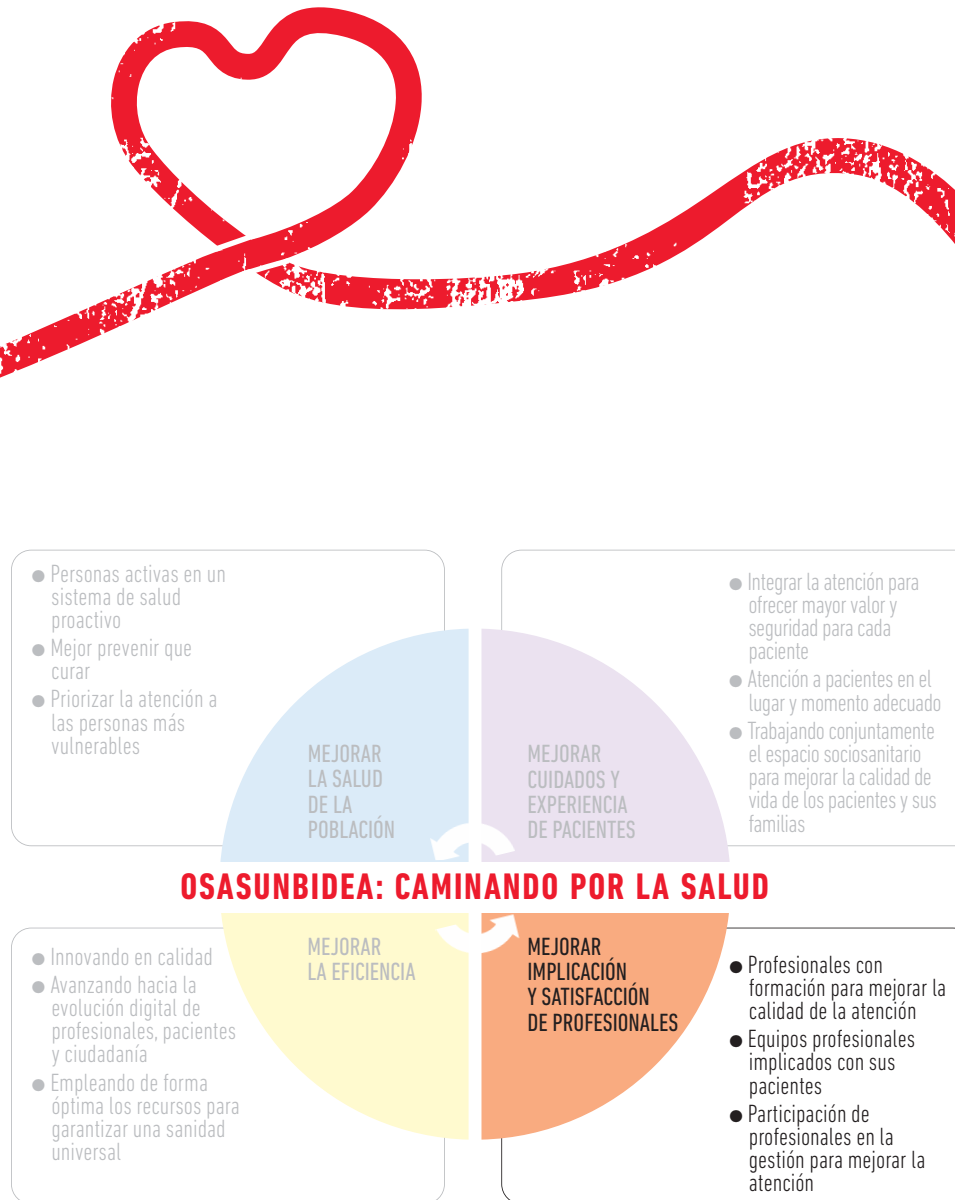 ● Personas activas en un
sistema de salud
proactivo
● Mejor prevenir que
curar
● Priorizar la atención a
las personas más
vulnerables
● Integrar la atención para
ofrecer mayor valor y
seguridad para cada
paciente
● Atención a pacientes en el
lugar y momento adecuado
● Trabajando conjuntamente
el espacio sociosanitario
para mejorar la calidad de
vida de los pacientes y sus
familias
MEJORAR
LA SALUD
DE LA
POBLACIÓN
MEJORAR
CUIDADOS Y
EXPERIENCIA
DE PACIENTES
OSASUNBIDEA: CAMINANDO POR LA SALUD
● Innovando en calidad
● Avanzando hacia la
evolución digital de
profesionales, pacientes
y ciudadanía
● Empleando de forma
óptima los recursos para
garantizar una sanidad
universal
MEJORAR
LA EFICIENCIA
MEJORAR
IMPLICACIÓN
Y SATISFACCIÓN
DE PROFESIONALES
● Profesionales con
formación para mejorar la
calidad de la atención
● Equipos profesionales
implicados con sus
pacientes
● Participación de
profesionales en la
gestión para mejorar la
atención